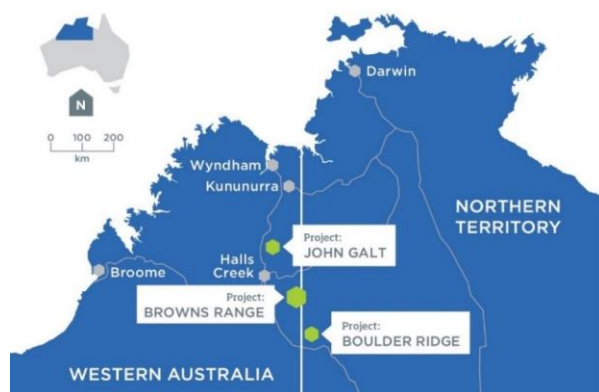 Darwin
N
0 100 200
km
Wyndham
Kununurra
NORTHERN
TERRITORY
Project:
JOHN GALT
Halls
Creek
Broome
Project:
BROWNS RANGE
Project:
BOULDER RIDGE
WESTERN AUSTRALIA